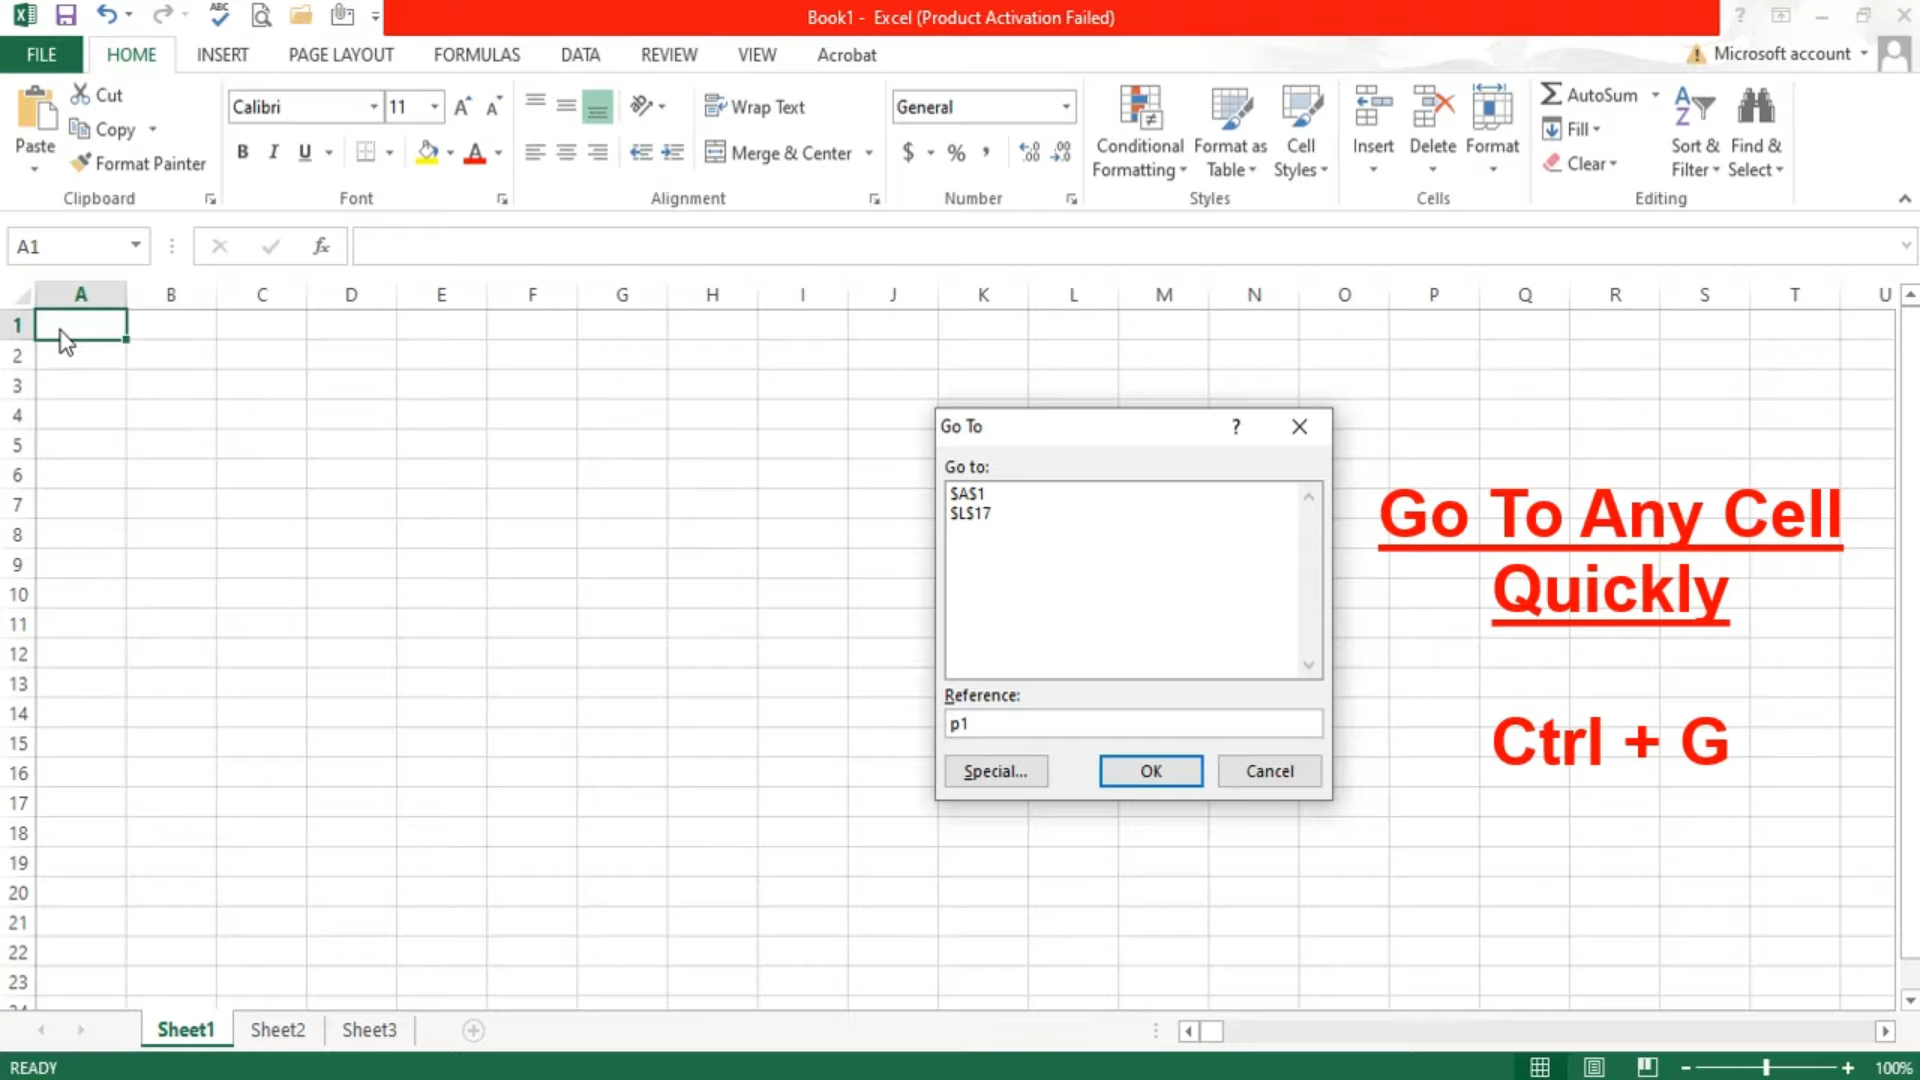 Book1 - Excel (Product Activation Failed)
FILE HOME INSERT PAGE LAYOUT FORMULAS DATA REVIEW VIEW Acrobat Microsoft account
Paste
Cut
Copy
Format Painter
Clipboard
Calibri 11
B I U
Font
Wrap Text
Merge & Center
Alignment
General
$ % ,
Number
Conditional
Formatting
Format as
Table
Cell
Styles
Styles
Insert Delete Format
Cells
AutoSum
Fill
Clear
Sort &
Filter
Find &
Select
Editing
A1
fx
A B C D E F G H I J K L M N O P Q R S T U
1
2
3
4
5
6
7
8
9
10
11
12
13
14
15
16
17
18
19
20
21
22
23
Go To
Go to:
$A$1
$L$17
Reference:
p1
Special... OK Cancel
Go To Any Cell
Quickly
Ctrl + G
Sheet1 Sheet2 Sheet3
READY 100%